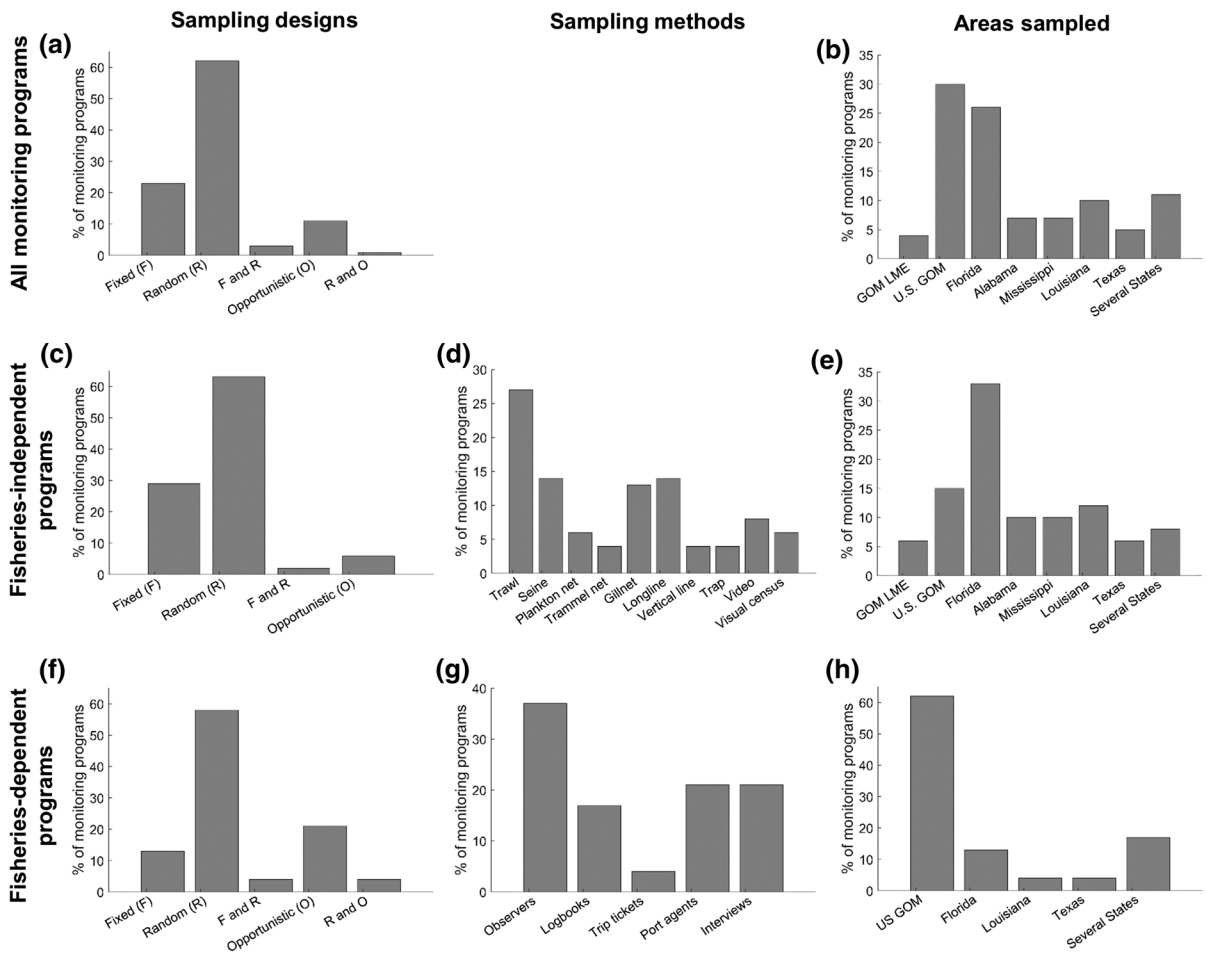 Sampling designs
Sampling methods
Areas sampled
All monitoring programs
(a)
% of monitoring programs
60
50
40
30
20
10
0
Fixed (F)
Random (R)
F and R
Opportunistic (O)
R and O
(b)
% of monitoring programs
35
30
25
20
15
10
5
0
GOM LME
U.S. GOM
Florida
Alabama
Mississippi
Louisiana
Texas
Several States
Fisheries-independent
programs
(c)
% of monitoring programs
60
50
40
30
20
10
0
Fixed (F)
Random (R)
F and R
Opportunistic (O)
(d)
% of monitoring programs
30
25
20
15
10
5
0
Trawl
Seine
Plankton net
Trammel net
Gillnet
Longline
Vertical line
Trap
Video
Visual census
(e)
% of monitoring programs
35
30
25
20
15
10
5
0
GOM LME
U.S. GOM
Florida
Alabama
Mississippi
Louisiana
Texas
Several States
Fisheries-dependent
programs
(f)
% of monitoring programs
60
50
40
30
20
10
0
Fixed (F)
Random (R)
F and R
Opportunistic (O)
R and O
(g)
% of monitoring programs
40
30
20
10
0
Observers
Logbooks
Trip tickets
Port agents
Interviews
(h)
% of monitoring programs
60
50
40
30
20
10
0
US GOM
Florida
Louisiana
Texas
Several States